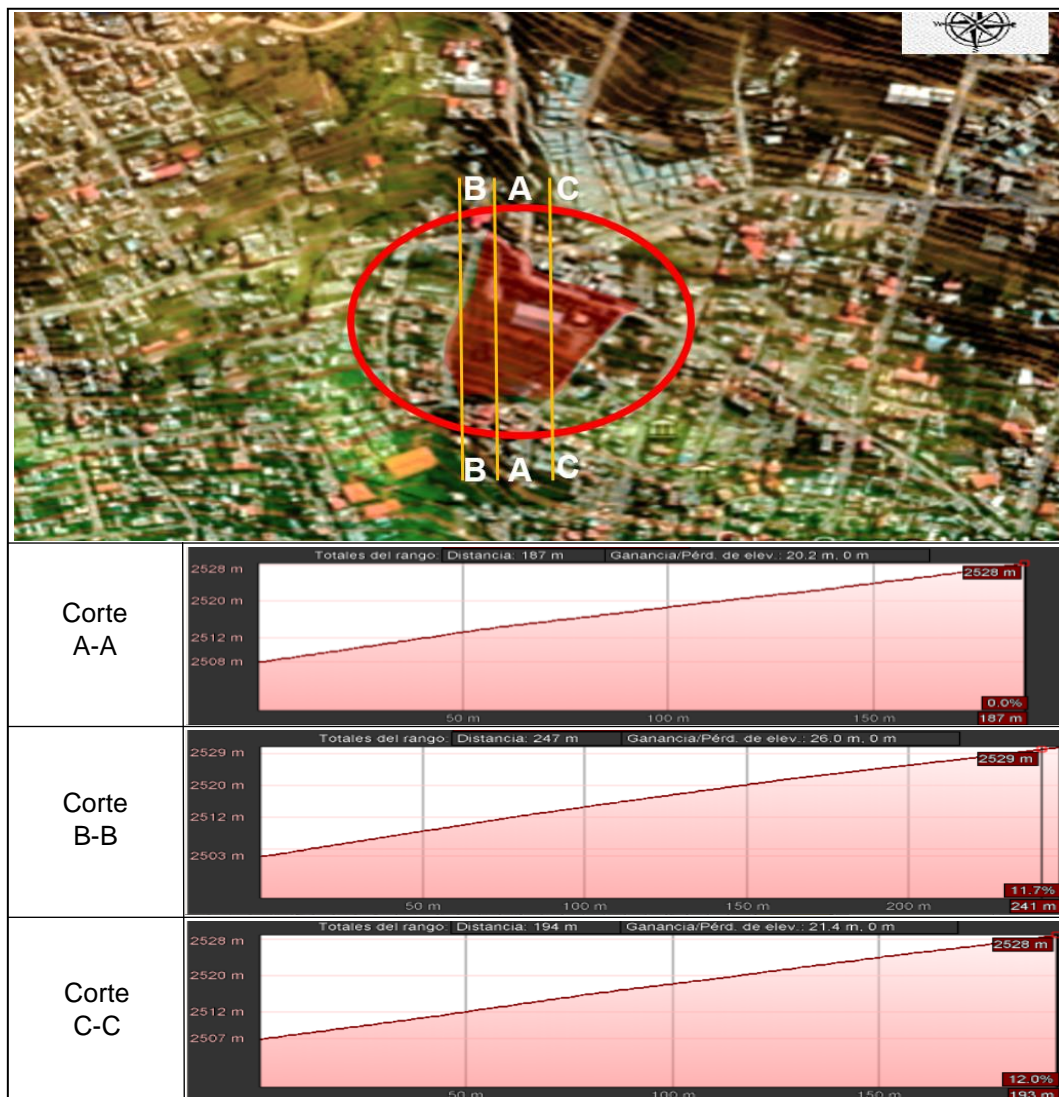 W
S
B A C
B A C
Corte
A-A
Totales del rango: Distancia: 187 m Ganancia/Pérd. de elev.: 20.2 m, 0 m
2528 m
2520 m
2512 m
2508 m
2528 m
0.0%
50 m 100 m 150 m 187 m
Corte
B-B
Totales del rango: Distancia: 247 m Ganancia/Pérd. de elev.: 26.0 m, 0 m
2529 m
2520 m
2512 m
2503 m
2529 m
11.7%
50 m 100 m 150 m 200 m 241 m
Corte
C-C
Totales del rango: Distancia: 194 m Ganancia/Pérd. de elev.: 21.4 m, 0 m
2528 m
2520 m
2512 m
2507 m
2528 m
12.0%
50 m 100 m 150 m 193 m